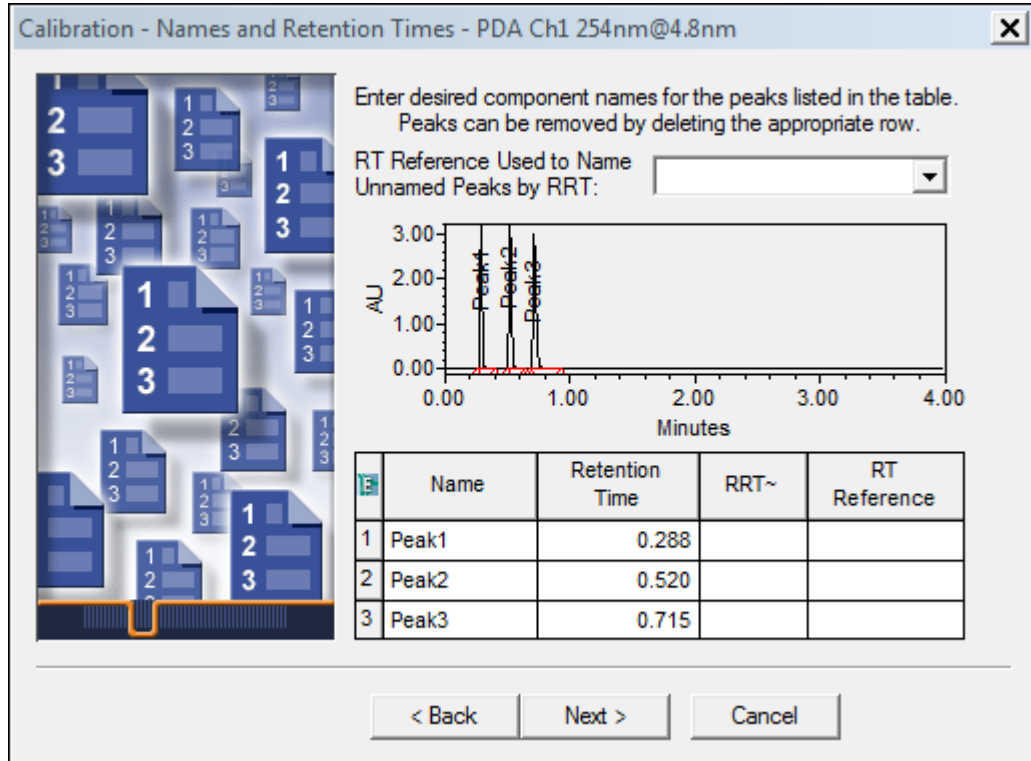 Calibration - Names and Retention Times - PDA Ch1 254nm@4.8nm
Enter desired component names for the peaks listed in the table.
Peaks can be removed by deleting the appropriate row.
RT Reference Used to Name
Unnamed Peaks by RRT:
AU
3.00
2.00
1.00
0.00
Peak1
Peak2
Peak3
0.00 1.00 2.00 3.00 4.00
Minutes
Name Retention Time RRT~ RT Reference
1 Peak1 0.288
2 Peak2 0.520
3 Peak3 0.715
< Back Next > Cancel